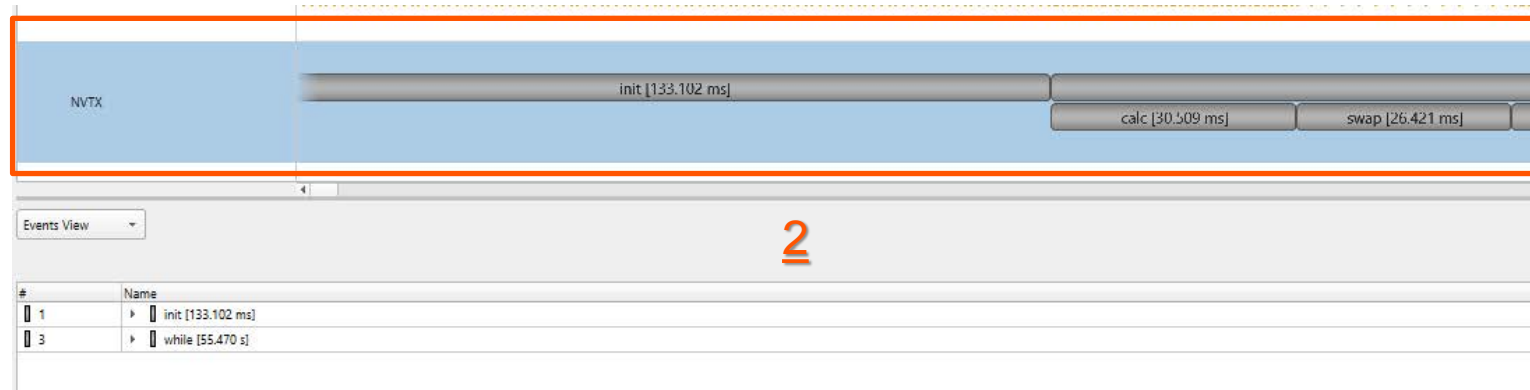 init [133.102 ms]
NVTX
calc [30.509 ms] swap [26.421 ms]
Events View
2
# Name
1 init [133.102 ms]
3 while [55.470 s]